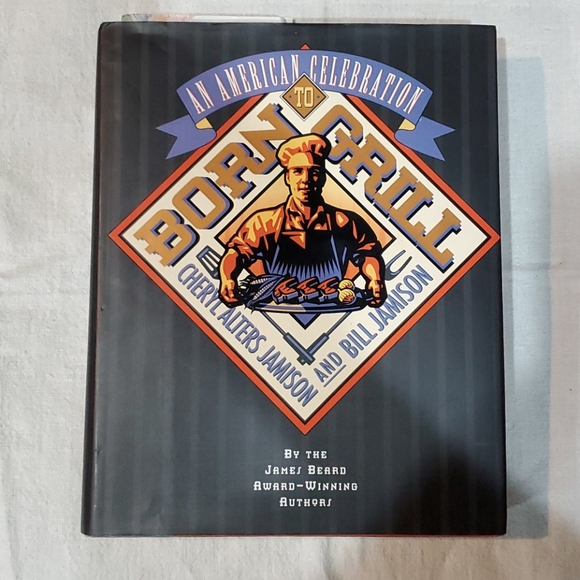 AN AMERICAN CELEBRATION
BORN
TO
GRILL
CHERYL ALTERS JAMISON
AND BILL JAMISON
BY THE
JAMES BEARD
AWARD-WINNING
AUTHORS